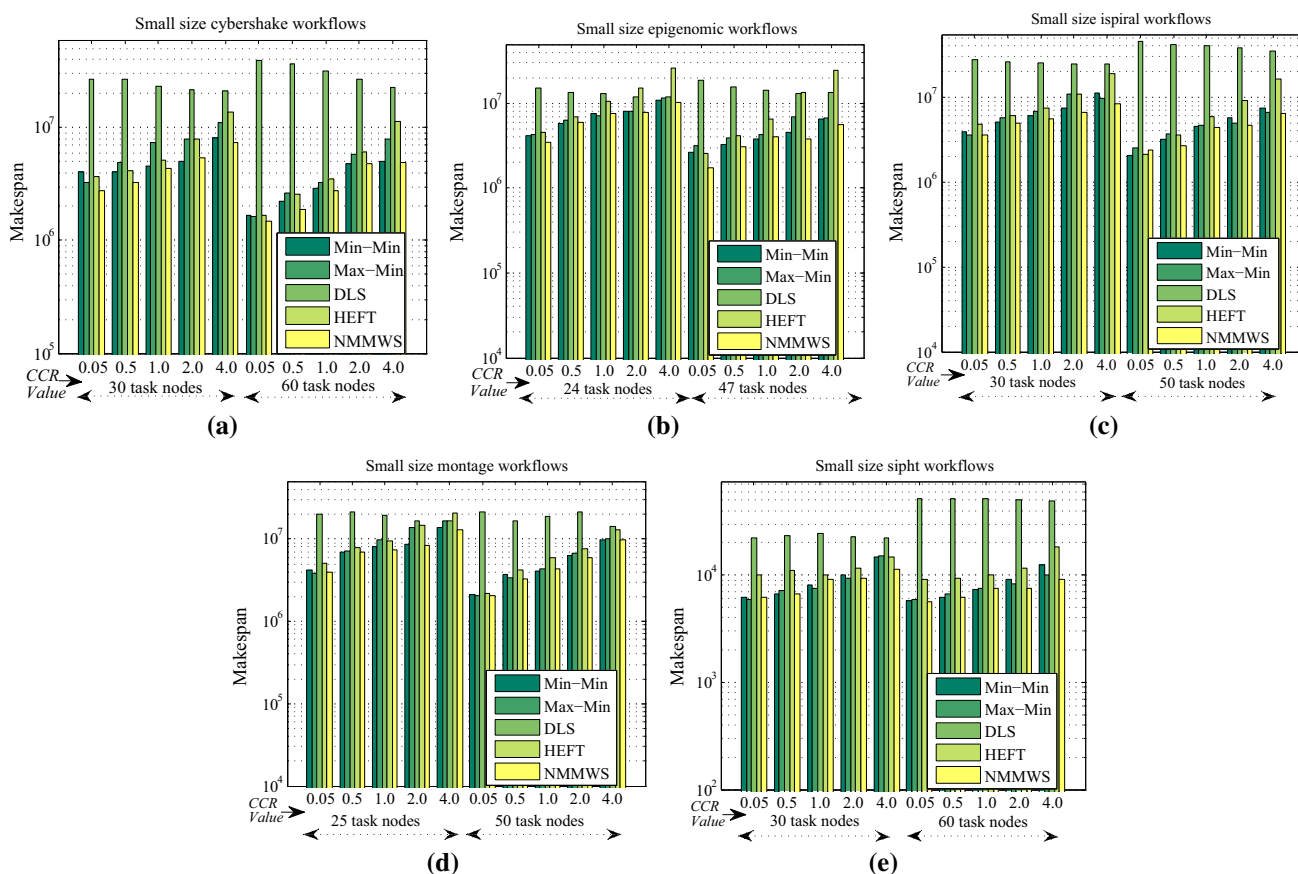 Small size cybershake workflows
10^7
10^6
10^5
Makespan
Min−Min
Max−Min
DLS
HEFT
NMMWS
CCR Value
0.05 0.5 1.0 2.0 4.0 0.05 0.5 1.0 2.0 4.0
30 task nodes 60 task nodes
(a)
Small size epigenomic workflows
10^7
10^6
10^5
10^4
Makespan
Min−Min
Max−Min
DLS
HEFT
NMMWS
CCR Value
0.05 0.5 1.0 2.0 4.0 0.05 0.5 1.0 2.0 4.0
24 task nodes 47 task nodes
(b)
Small size ispiral workflows
10^7
10^6
10^5
10^4
Makespan
Min−Min
Max−Min
DLS
HEFT
NMMWS
CCR Value
0.05 0.5 1.0 2.0 4.0 0.05 0.5 1.0 2.0 4.0
30 task nodes 50 task nodes
(c)
Small size montage workflows
10^7
10^6
10^5
10^4
Makespan
Min−Min
Max−Min
DLS
HEFT
NMMWS
CCR Value
0.05 0.5 1.0 2.0 4.0 0.05 0.5 1.0 2.0 4.0
25 task nodes 50 task nodes
(d)
Small size sipht workflows
10^4
10^3
10^2
Makespan
Min−Min
Max−Min
DLS
HEFT
NMMWS
CCR Value
0.05 0.5 1.0 2.0 4.0 0.05 0.5 1.0 2.0 4.0
30 task nodes 60 task nodes
(e)